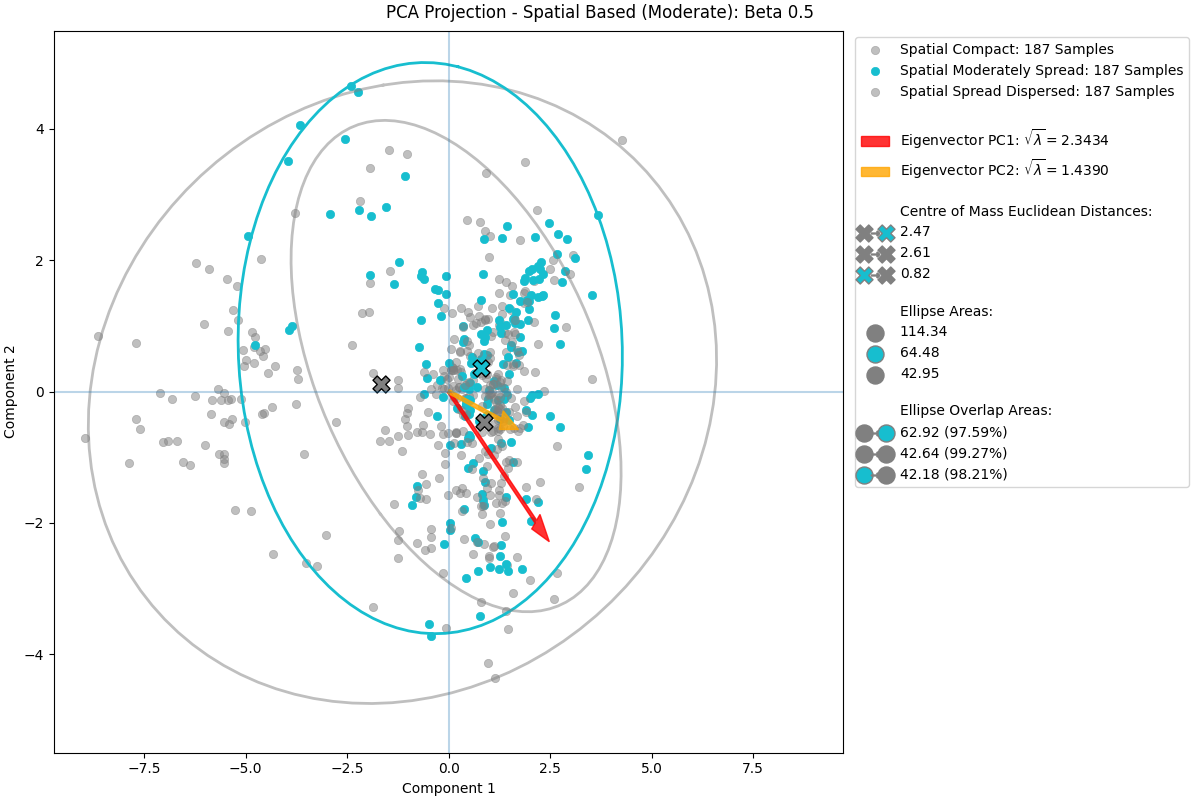 PCA Projection - Spatial Based (Moderate): Beta 0.5
Spatial Compact: 187 Samples
Spatial Moderately Spread: 187 Samples
Spatial Spread Dispersed: 187 Samples
Eigenvector PC1: √λ = 2.3434
Eigenvector PC2: √λ = 1.4390
Centre of Mass Euclidean Distances:
2.47
2.61
0.82
Ellipse Areas:
114.34
64.48
42.95
Ellipse Overlap Areas:
62.92 (97.59%)
42.64 (99.27%)
42.18 (98.21%)
Component 2
4
2
0
−2
−4
−7.5 −5.0 −2.5 0.0 2.5 5.0 7.5
Component 1